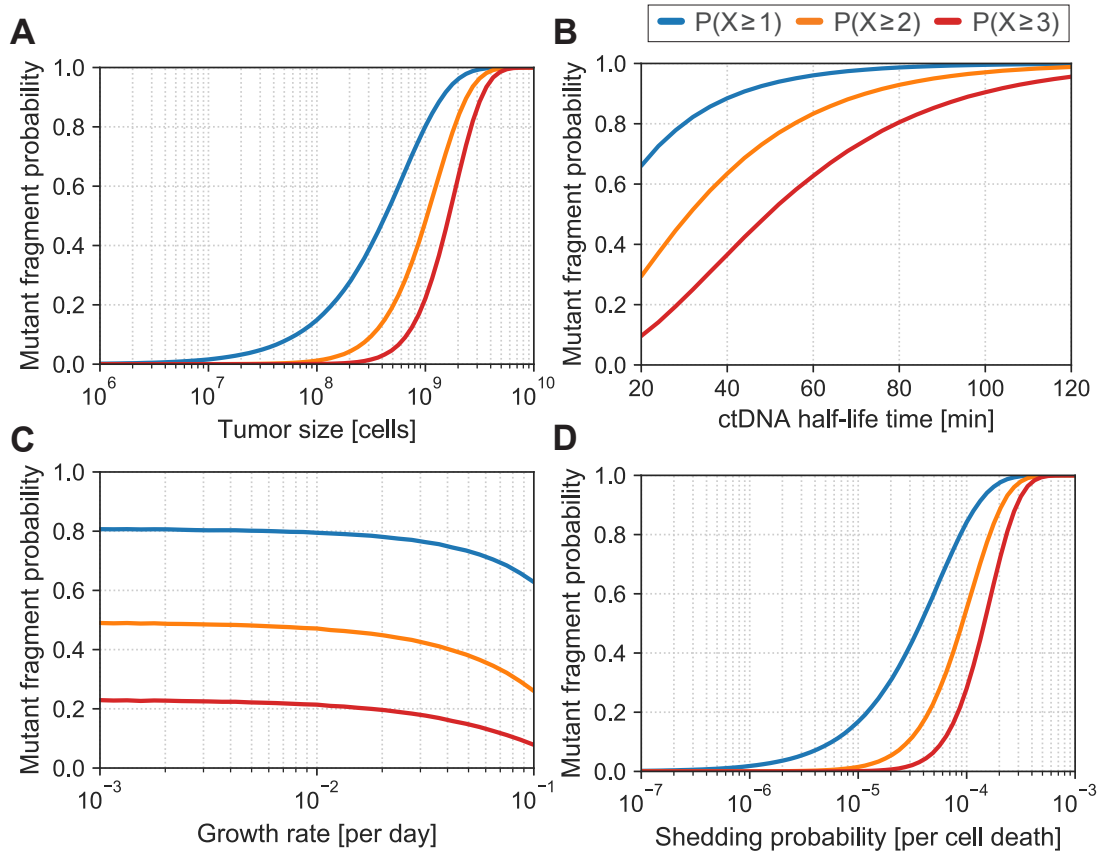 P(X ≥ 1) P(X ≥ 2) P(X ≥ 3)
A
Mutant fragment probability
1.0
0.8
0.6
0.4
0.2
0.0
10^6 10^7 10^8 10^9 10^10
Tumor size [cells]
B
Mutant fragment probability
1.0
0.8
0.6
0.4
0.2
0.0
20 40 60 80 100 120
ctDNA half-life time [min]
C
Mutant fragment probability
1.0
0.8
0.6
0.4
0.2
0.0
10^−3 10^−2 10^−1
Growth rate [per day]
D
Mutant fragment probability
1.0
0.8
0.6
0.4
0.2
0.0
10^−7 10^−6 10^−5 10^−4 10^−3
Shedding probability [per cell death]